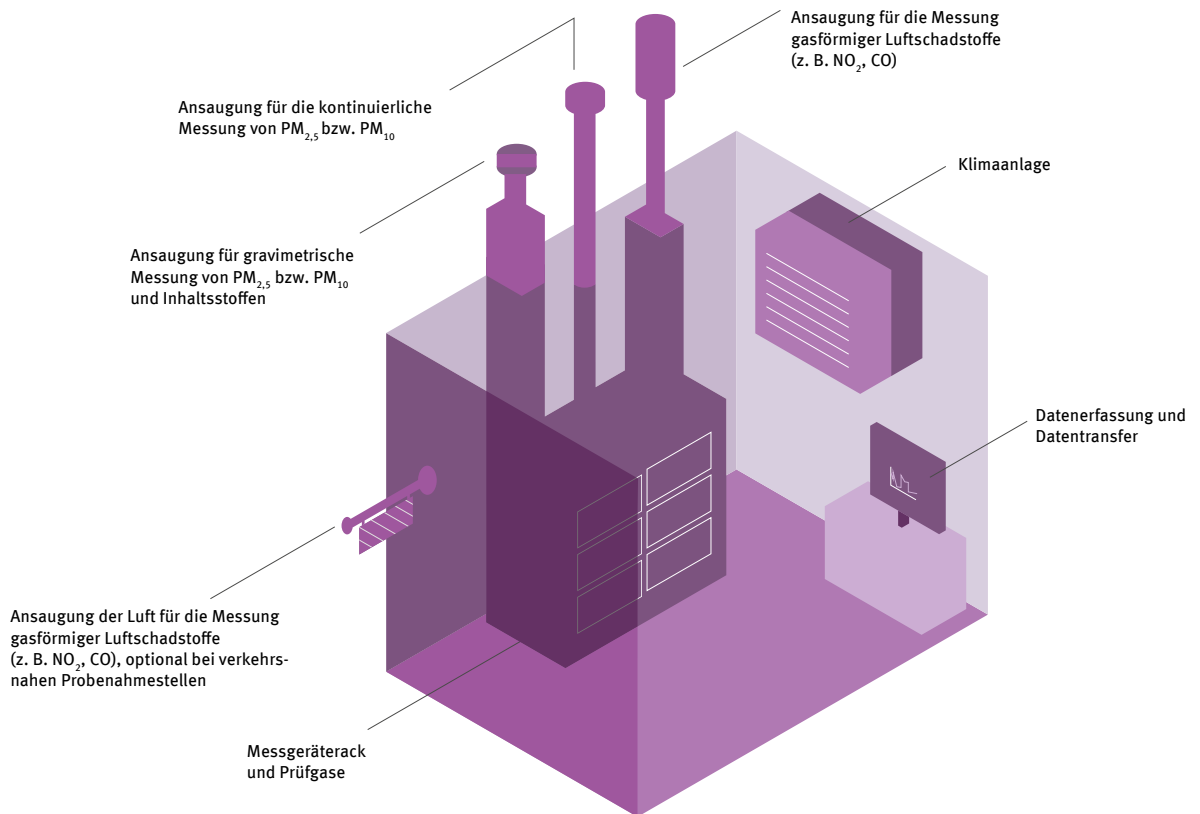 Ansaugung für die Messung
gasförmiger Luftschadstoffe
(z. B. NO₂, CO)
Ansaugung für die kontinuierliche
Messung von PM₂,₅ bzw. PM₁₀
Klimaanlage
Ansaugung für gravimetrische
Messung von PM₂,₅ bzw. PM₁₀
und Inhaltsstoffen
Datenerfassung und
Datentransfer
Ansaugung der Luft für die Messung
gasförmiger Luftschadstoffe
(z. B. NO₂, CO), optional bei verkehrs-
nahen Probenahmestellen
Messgeräterack
und Prüfgase